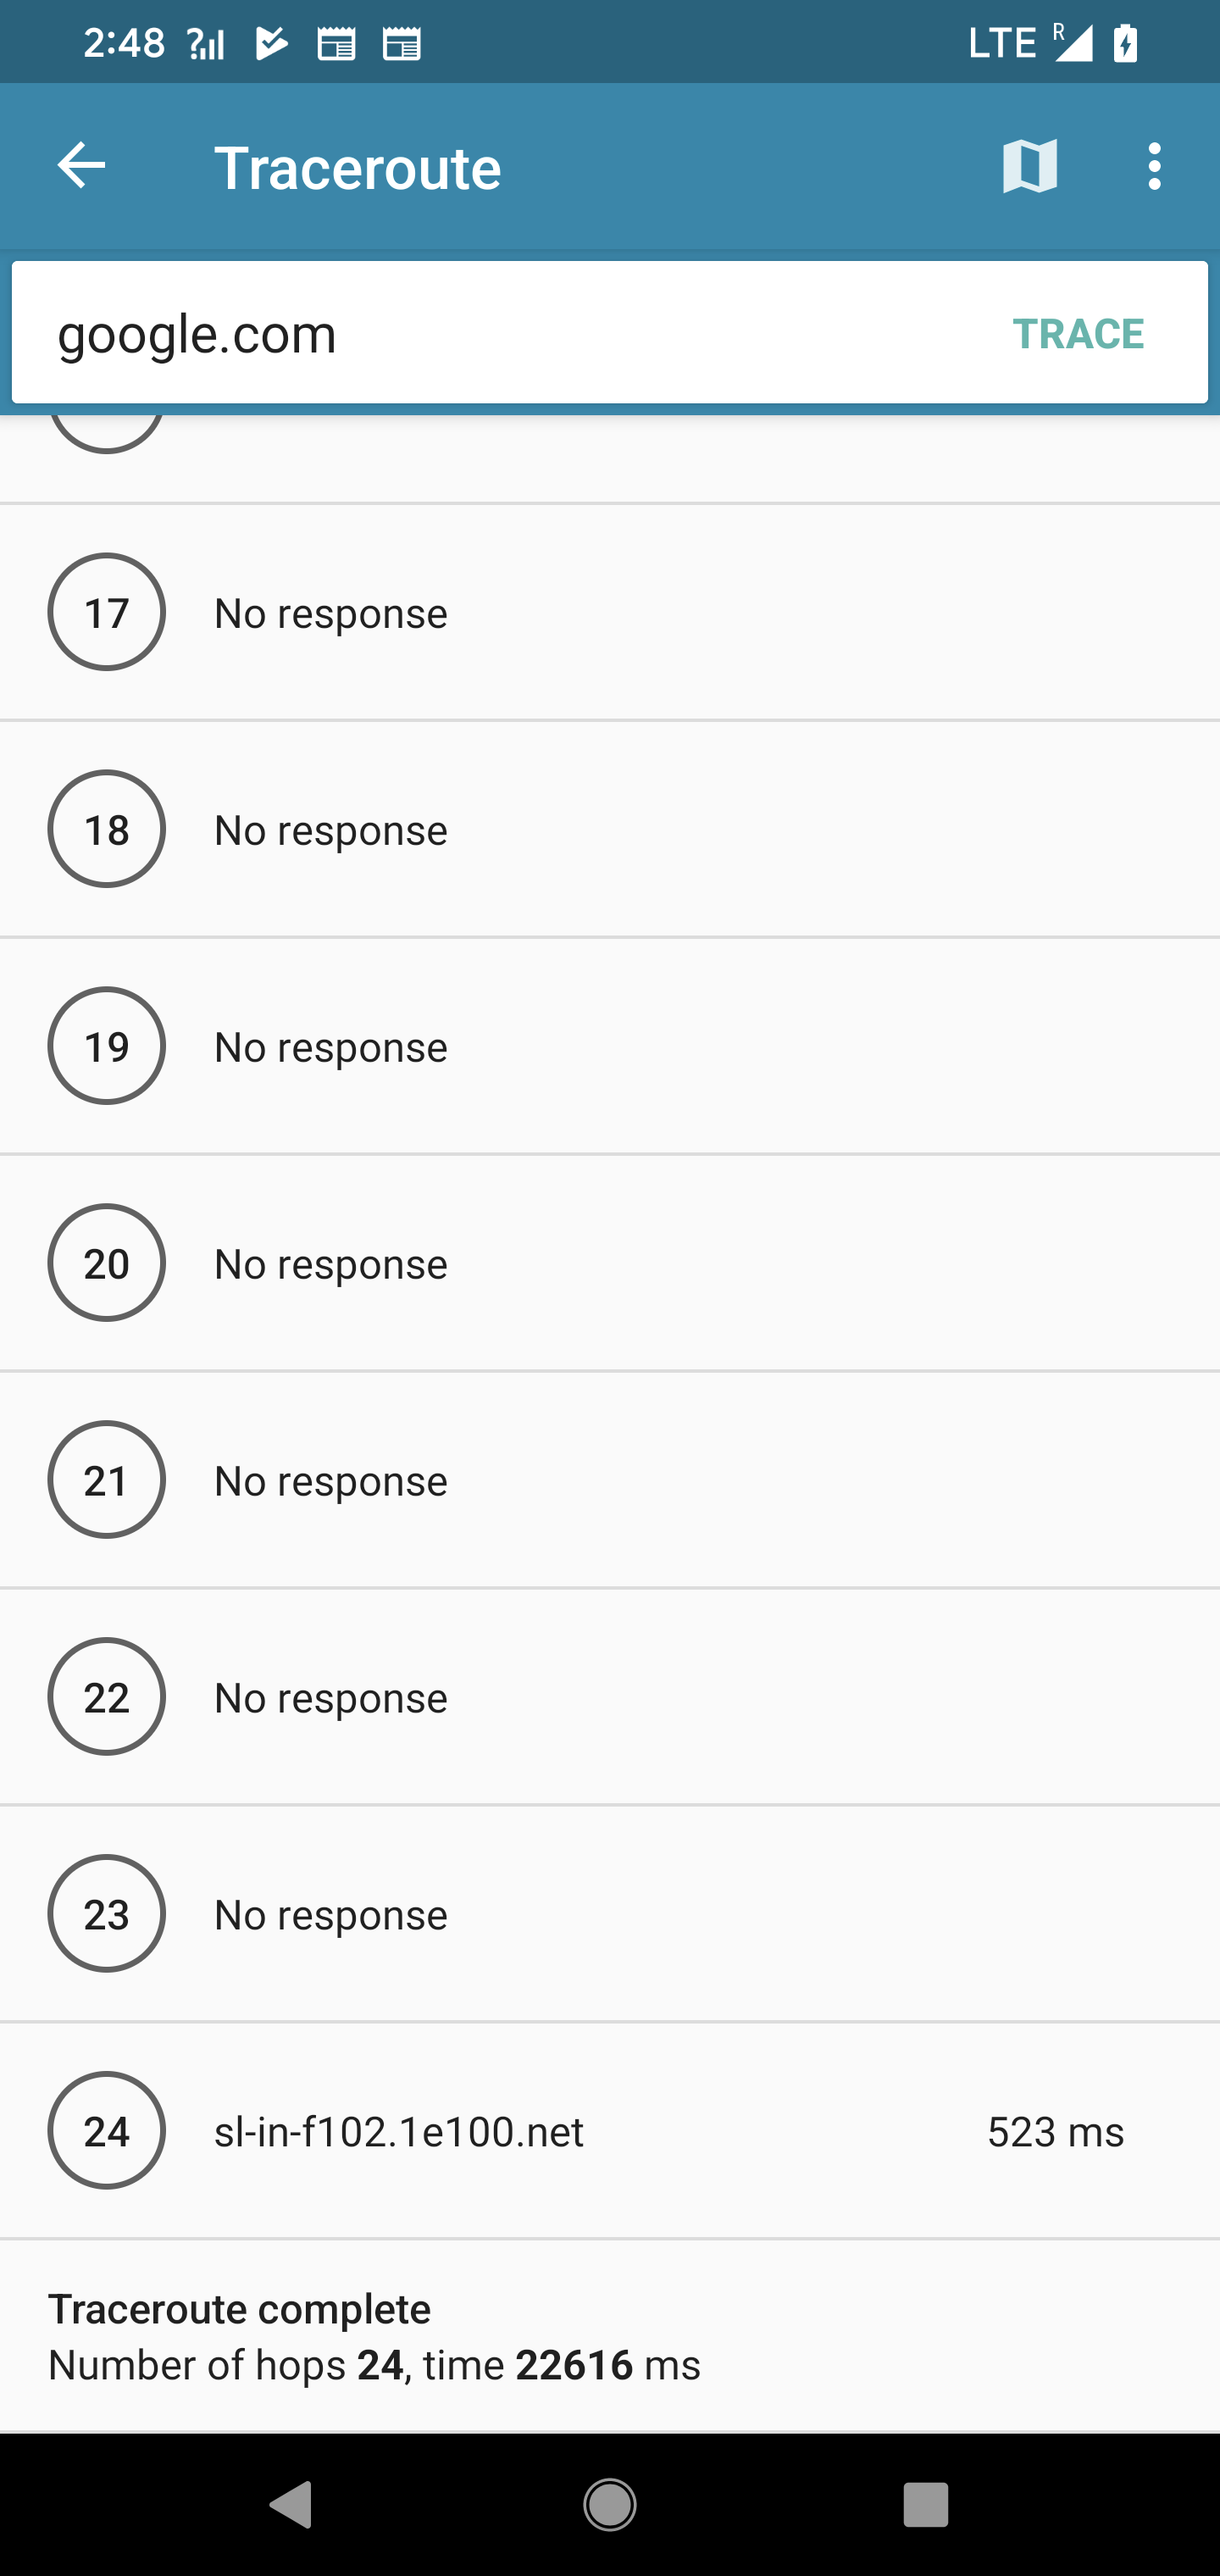 2:48
LTE R
Traceroute
google.com TRACE
17 No response
18 No response
19 No response
20 No response
21 No response
22 No response
23 No response
24 sl-in-f102.1e100.net 523 ms
Traceroute complete
Number of hops 24, time 22616 ms